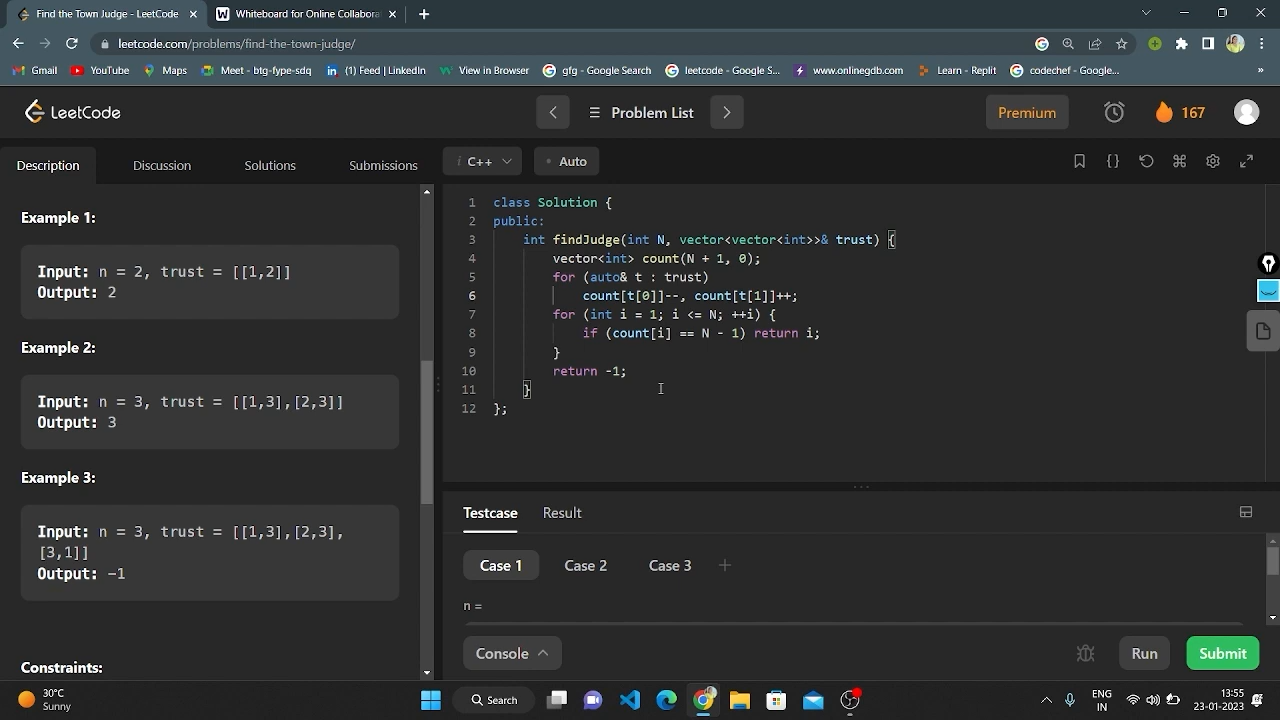 Find the Town Judge - LeetCode
Whiteboard for Online Collabora
leetcode.com/problems/find-the-town-judge/
Gmail YouTube Maps Meet - btg-fype-sdq (1) Feed | LinkedIn View in Browser gfg - Google Search leetcode - Google S... www.onlinegdb.com Learn - Replit codechef - Google... »
LeetCode Problem List Premium 167
Description Discussion Solutions Submissions
i C++ Auto
Example 1:
Input: n = 2, trust = [[1,2]]
Output: 2
Example 2:
Input: n = 3, trust = [[1,3],[2,3]]
Output: 3
Example 3:
Input: n = 3, trust = [[1,3],[2,3],
[3,1]]
Output: -1
Constraints:
1 class Solution {
2 public:
3 int findJudge(int N, vector<vector<int>>& trust) {
4 vector<int> count(N + 1, 0);
5 for (auto& t : trust)
6 count[t[0]]--, count[t[1]]++;
7 for (int i = 1; i <= N; ++i) {
8 if (count[i] == N - 1) return i;
9 }
10 return -1;
11 }
12 };
Testcase Result
Case 1 Case 2 Case 3 +
n =
Console Run Submit
30°C
Sunny
Search
ENG
IN
13:55
23-01-2023